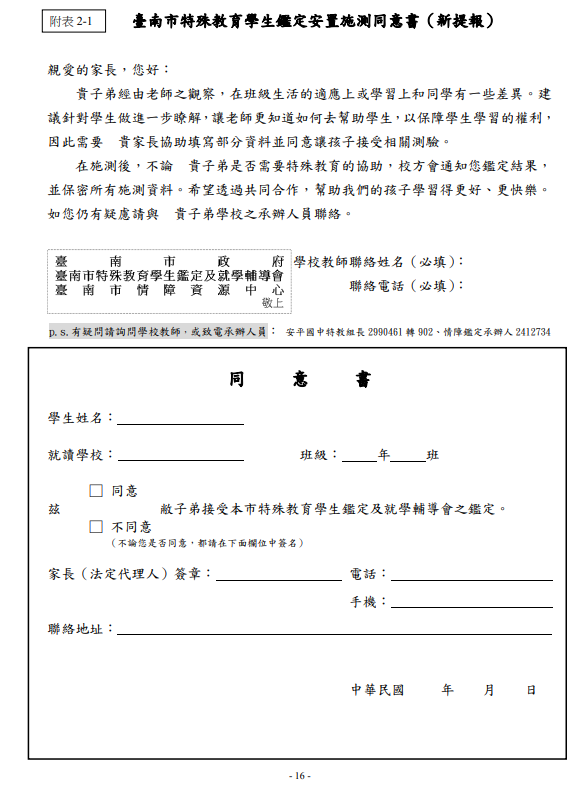 附表 2-1
臺南市特殊教育學生鑑定安置施測同意書（新提報）
親愛的家長，您好：
貴子弟經由老師之觀察，在班級生活的適應上或學習上和同學有一些差異。建
議針對學生做進一步瞭解，讓老師更知道如何去幫助學生，以保障學生學習的權利，
因此需要 貴家長協助填寫部分資料並同意讓孩子接受相關測驗。
在施測後，不論 貴子弟是否需要特殊教育的協助，校方會通知您鑑定結果，
並保密所有施測資料。希望透過共同合作，幫助我們的孩子學習得更好、更快樂。
如您仍有疑慮請與 貴子弟學校之承辦人員聯絡。
臺南市政府
臺南市特殊教育學生鑑定及就學輔導會
臺南市情障資源中心
敬上
學校教師聯絡姓名（必填）：
聯絡電話（必填）：
p.s.有疑問請詢問學校教師，或致電承辦人員： 安平國中特教組長 2990461 轉 902、情障鑑定承辦人 2412734
同 意 書
學生姓名：
就讀學校： 班級： 年 班
□ 同意
茲 敝子弟接受本市特殊教育學生鑑定及就學輔導會之鑑定。
□ 不同意
（不論您是否同意，都請在下面欄位中簽名）
家長（法定代理人）簽章： 電話：
手機：
聯絡地址：
中華民國 年 月 日
- 16 -